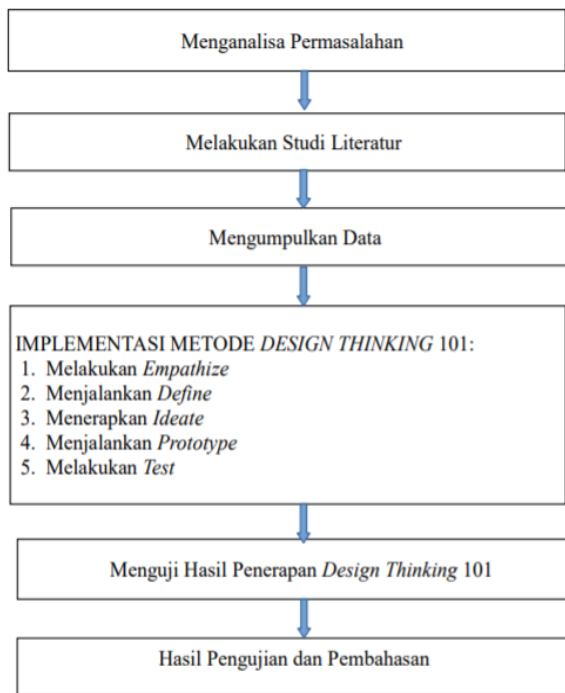 Menganalisa Permasalahan
Melakukan Studi Literatur
Mengumpulkan Data
IMPLEMENTASI METODE DESIGN THINKING 101:
1. Melakukan Empathize
2. Menjalankan Define
3. Menerapkan Ideate
4. Menjalankan Prototype
5. Melakukan Test
Menguji Hasil Penerapan Design Thinking 101
Hasil Pengujian dan Pembahasan